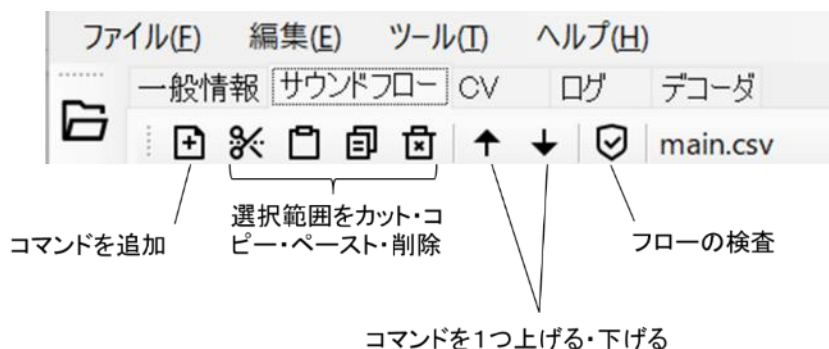 ファイル(F) 編集(E) ツール(T) ヘルプ(H)
一般情報 サウンドフロー CV ログ デコーダ
main.csv
選択範囲をカット・コ
ピー・ペースト・削除
コマンドを追加
フローの検査
コマンドを１つ上げる・下げる